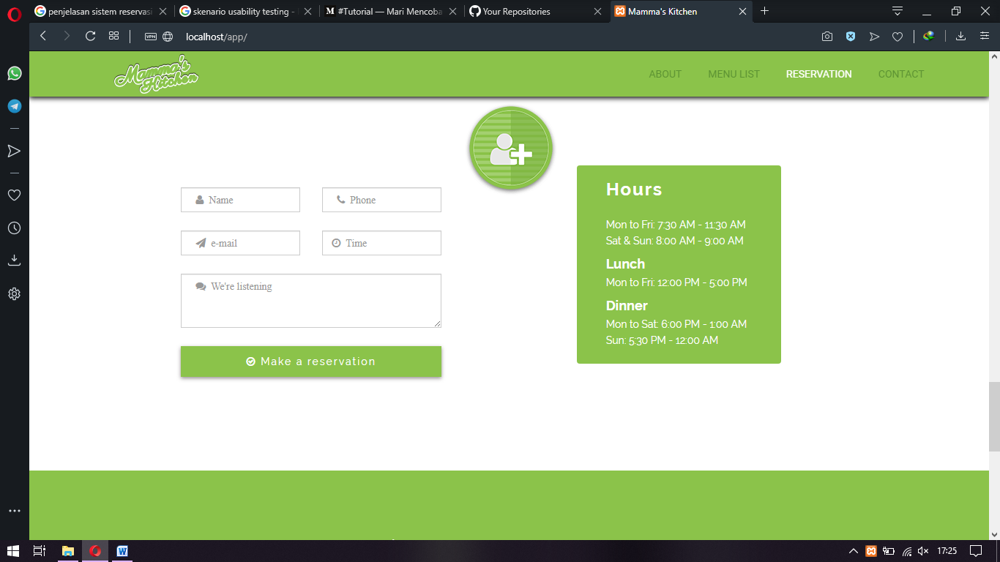 penjelasan sistem reservasi
skenario usability testing -
#Tutorial — Mari Mencoba
Your Repositories
Mamma's Kitchen
VPN
localhost/app/
Mamma's
Kitchen
ABOUT
MENU LIST
RESERVATION
CONTACT
Name
Phone
e-mail
Time
We're listening
Make a reservation
Hours
Mon to Fri: 7:30 AM - 11:30 AM
Sat & Sun: 8:00 AM - 9:00 AM
Lunch
Mon to Fri: 12:00 PM - 5:00 PM
Dinner
Mon to Sat: 6:00 PM - 1:00 AM
Sun: 5:30 PM - 12:00 AM
17:25